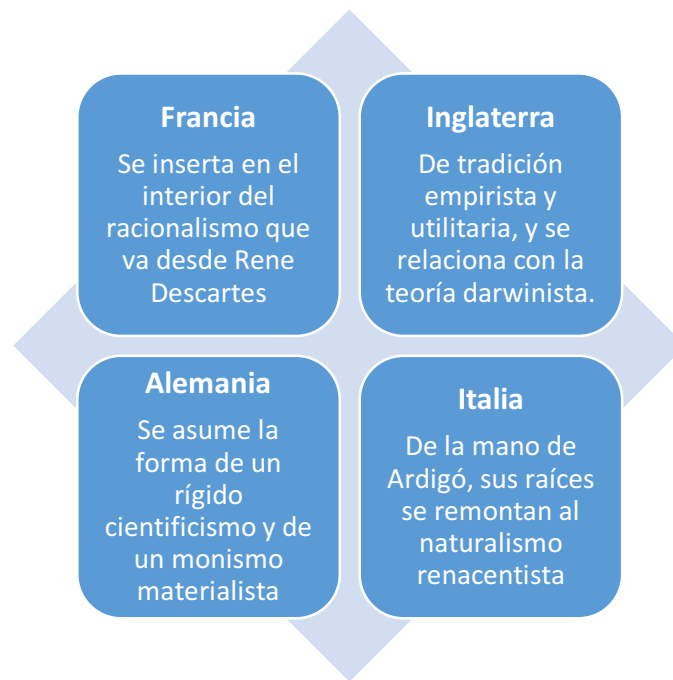 Francia
Se inserta en el
interior del
racionalismo que
va desde Rene
Descartes
Inglaterra
De tradición
empirista y
utilitaria, y se
relaciona con la
teoría darwinista.
Alemania
Se asume la
forma de un
rígido
cientificismo y de
un monismo
materialista
Italia
De la mano de
Ardigó, sus raíces
se remontan al
naturalismo
renacentista